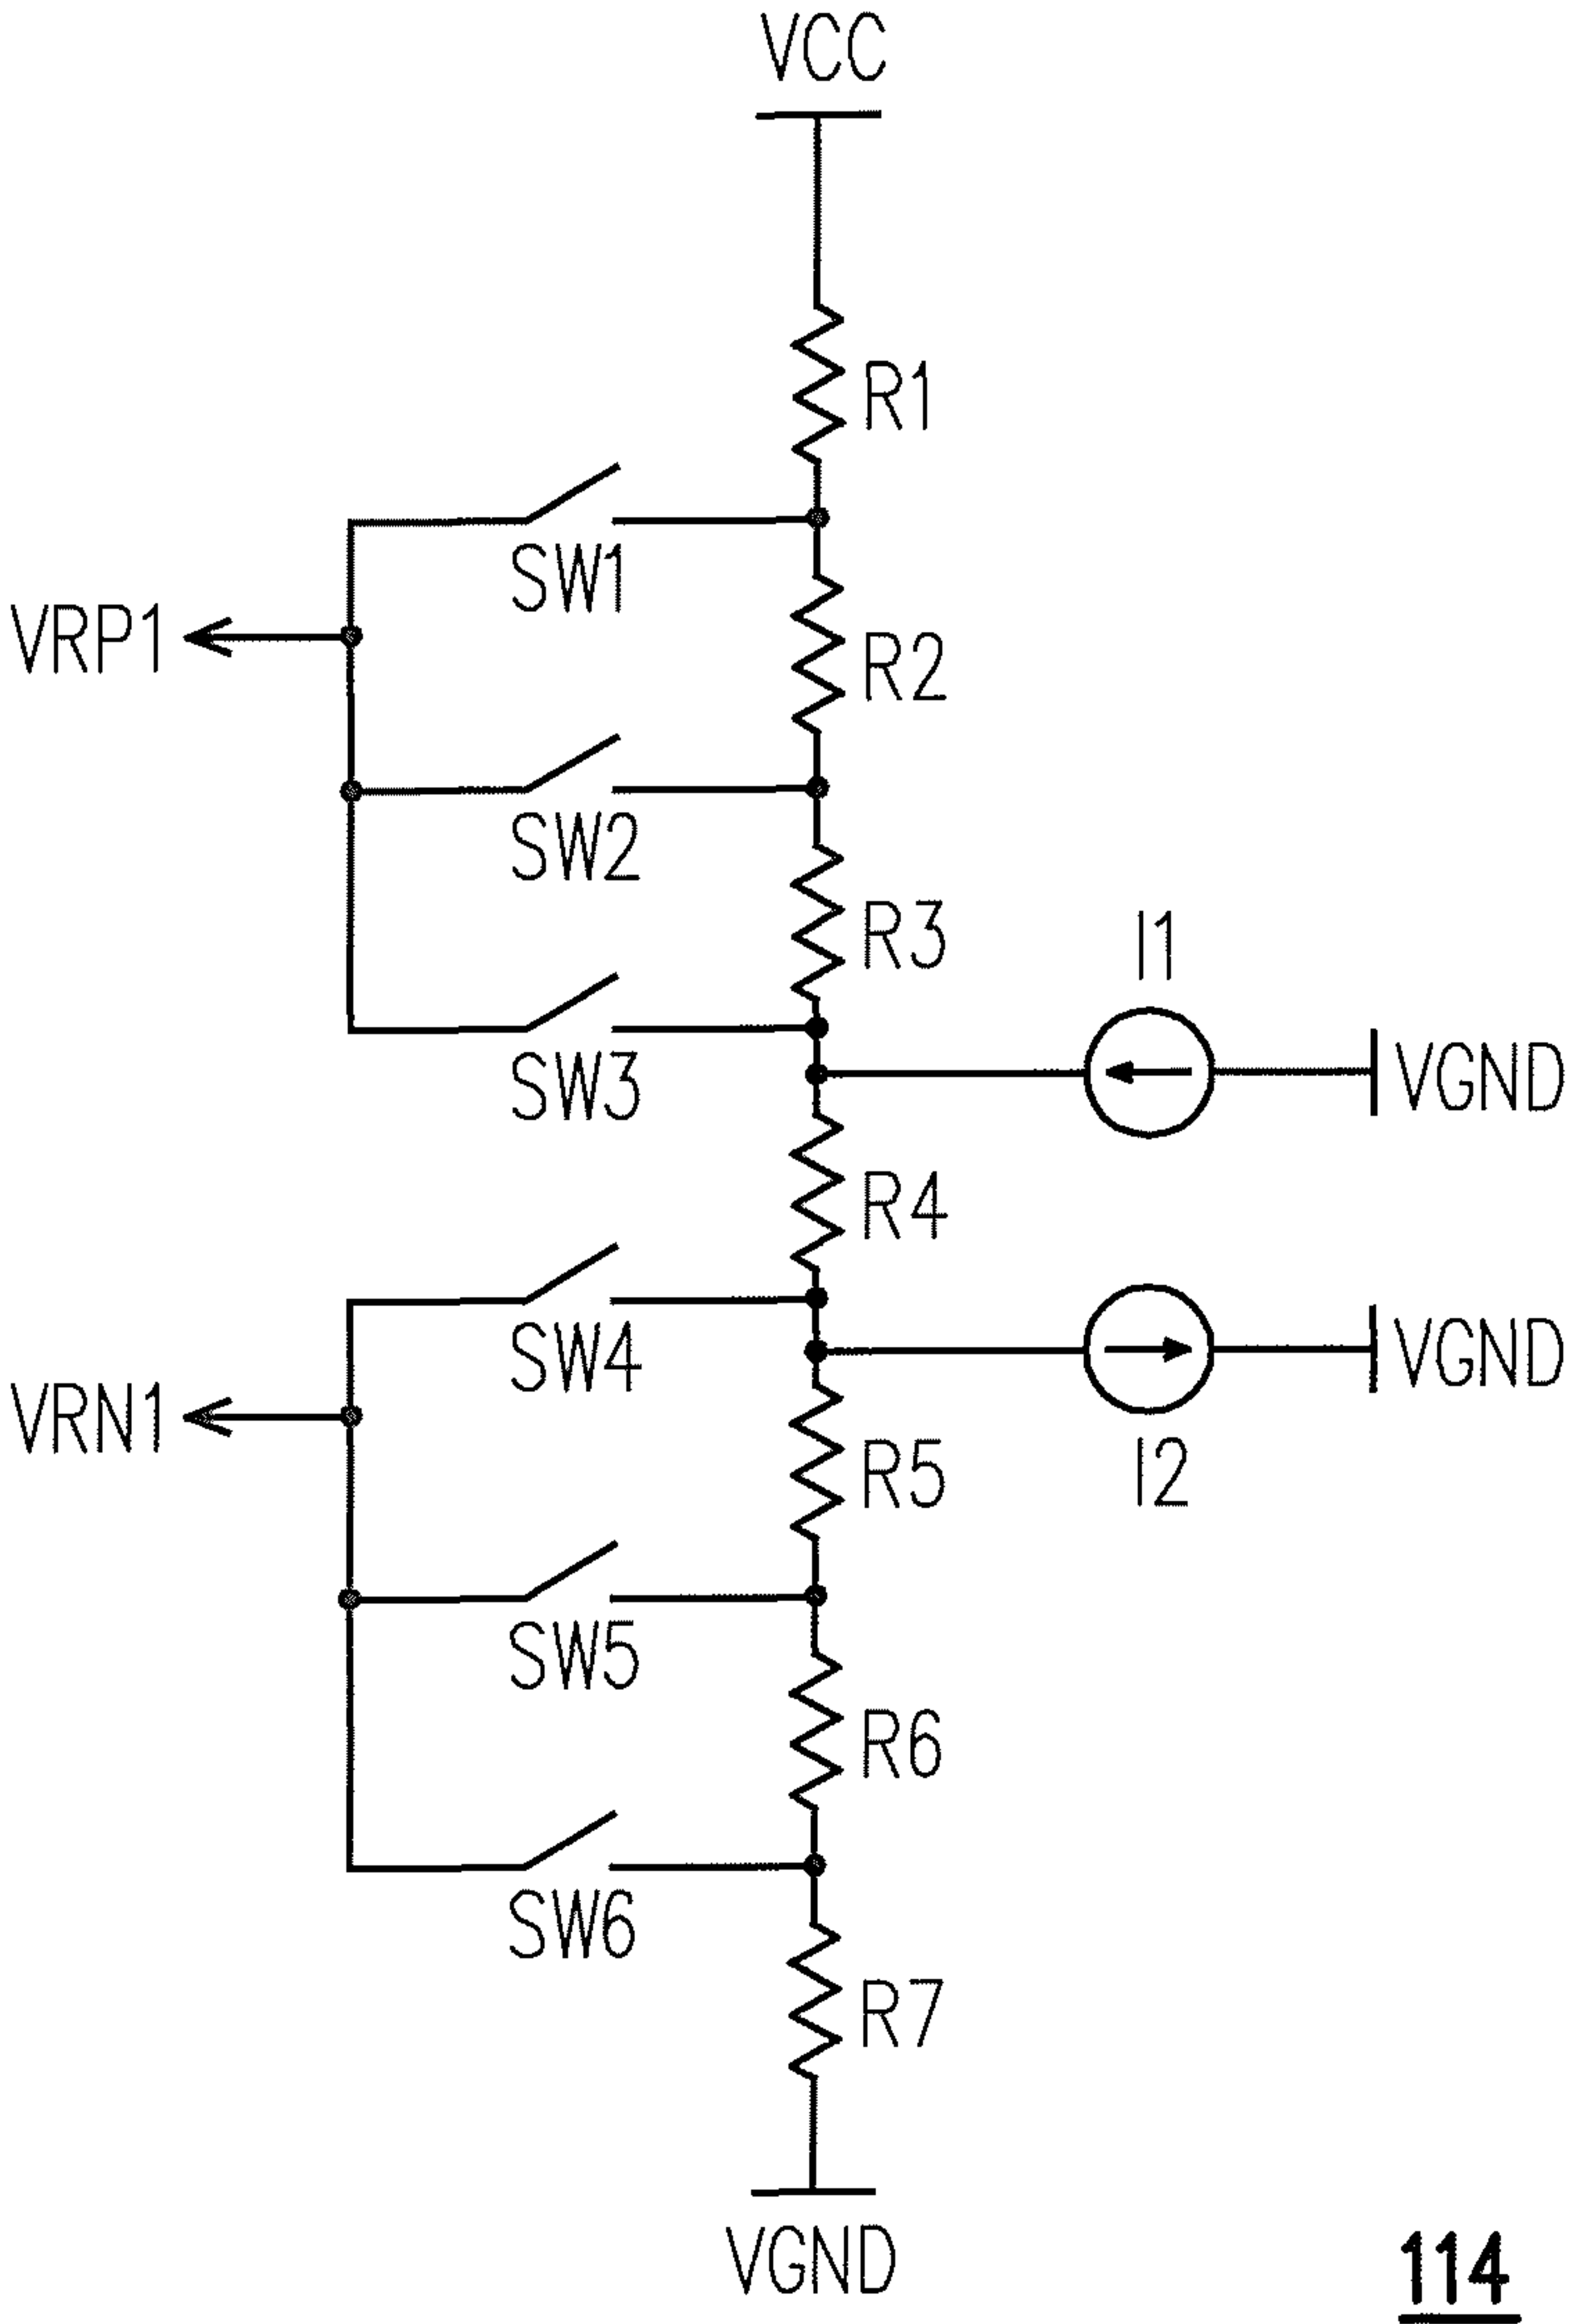 VCC
R1
SW1
VRP1
R2
SW2
R3
I1
SW3
VGND
R4
SW4
VGND
VRN1
R5
I2
SW5
R6
SW6
R7
VGND
114